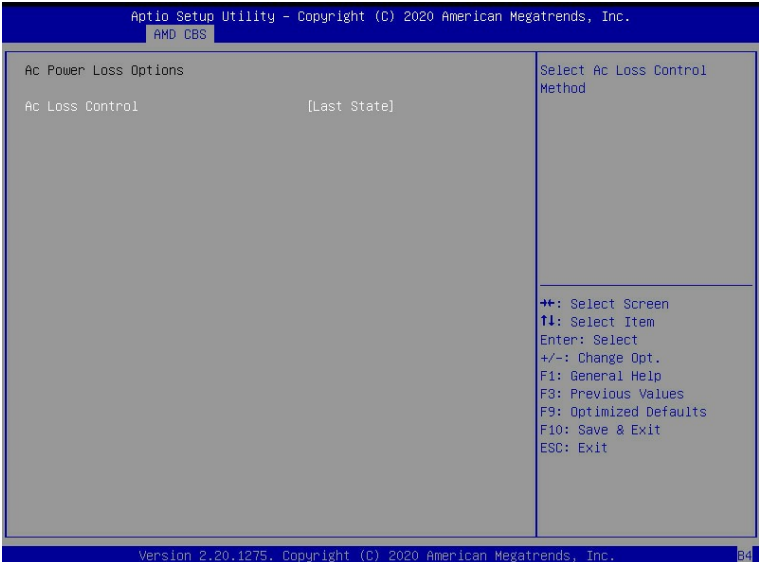 Aptio Setup Utility – Copyright (C) 2020 American Megatrends, Inc.
AMD CBS
Ac Power Loss Options
Ac Loss Control [Last State]
Select Ac Loss Control
Method
→←: Select Screen
↑↓: Select Item
Enter: Select
+/-: Change Opt.
F1: General Help
F3: Previous Values
F9: Optimized Defaults
F10: Save & Exit
ESC: Exit
Version 2.20.1275. Copyright (C) 2020 American Megatrends, Inc.
B4